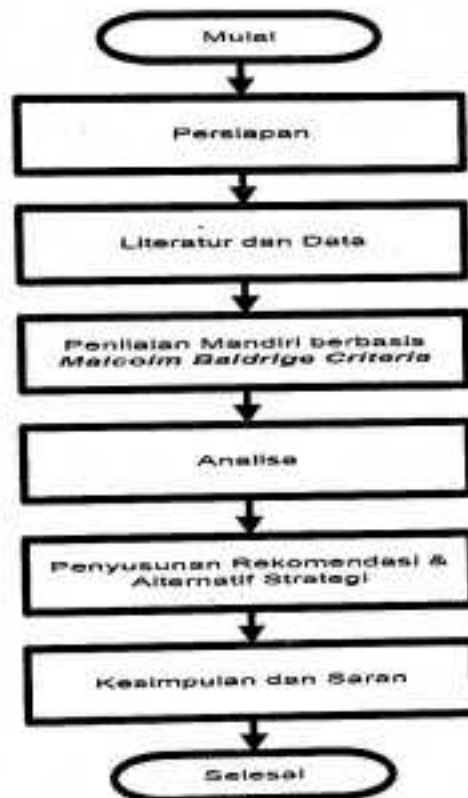 Mulai
Persiapan
Literatur dan Data
Penilaian Mandiri berbasis
Malcolm Baldrige Criteria
Analisa
Penyusunan Rekomendasi &
Alternatif Strategi
Kesimpulan dan Saran
Selesai